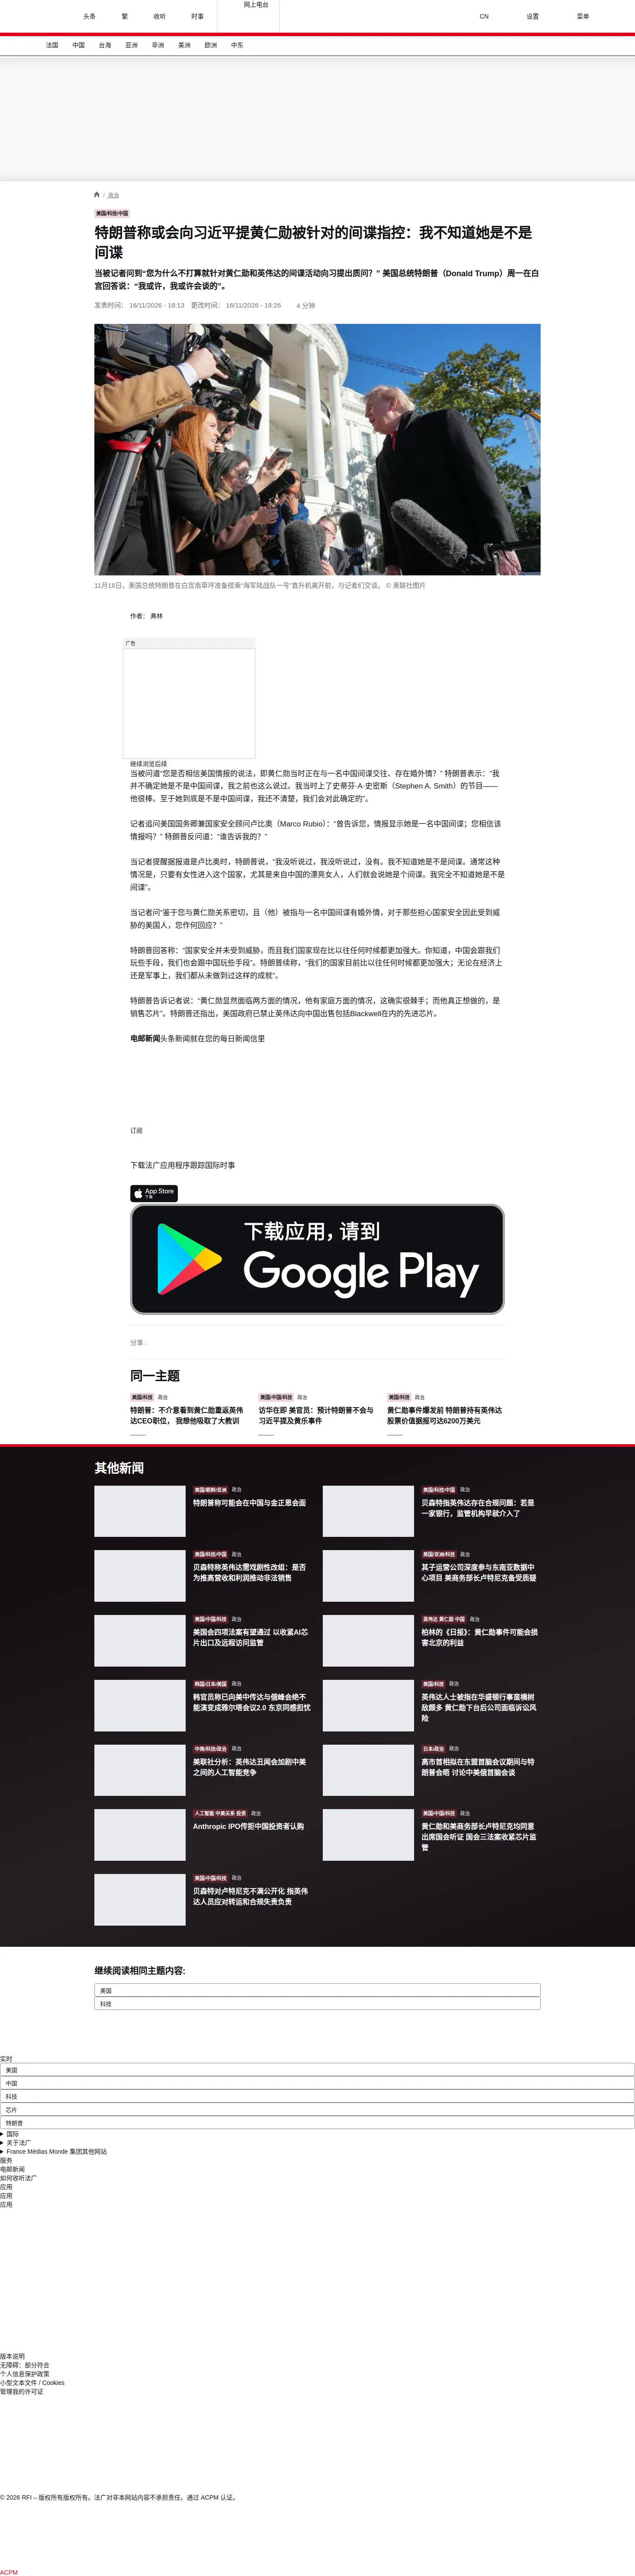 头条
繁
收听
时事
网上电台
CN
设置
菜单
法国
中国
台海
亚洲
非洲
美洲
欧洲
中东
/ 政治
美国/科技/中国
特朗普称或会向习近平提黄仁勋被针对的间谍指控：我不知道她是不是
间谍
当被记者问到“您为什么不打算就针对黄仁勋和英伟达的间谍活动向习提出质问？” 美国总统特朗普（Donald Trump）周一在白
宫回答说：“我或许，我或许会谈的”。
发表时间： 16/11/2026 - 18:13 更改时间： 16/11/2026 - 18:26 4 分钟
11月16日，美国总统特朗普在白宫南草坪准备搭乘“海军陆战队一号”直升机离开前，与记者们交谈。 © 美联社图片
作者： 弗林
广告
继续浏览后续
当被问道“您是否相信美国情报的说法，即黄仁勋当时正在与一名中国间谍交往、存在婚外情？” 特朗普表示：“我
并不确定她是不是中国间谍，我之前也这么说过。我当时上了史蒂芬·A·史密斯（Stephen A. Smith）的节目——
他很棒。至于她到底是不是中国间谍，我还不清楚，我们会对此确定的”。
记者追问美国国务卿兼国家安全顾问卢比奥（Marco Rubio）：“曾告诉您，情报显示她是一名中国间谍；您相信该
情报吗？” 特朗普反问道：“谁告诉我的？”
当记者提醒据报道是卢比奥时，特朗普说，“我没听说过，我没听说过，没有。我不知道她是不是间谍。通常这种
情况是，只要有女性进入这个国家，尤其是来自中国的漂亮女人，人们就会说她是个间谍。我完全不知道她是不是
间谍”。
当记者问“鉴于您与黄仁勋关系密切，且（他）被指与一名中国间谍有婚外情，对于那些担心国家安全因此受到威
胁的美国人，您作何回应？”
特朗普回答称：“国家安全并未受到威胁，而且我们国家现在比以往任何时候都更加强大。你知道，中国会跟我们
玩些手段，我们也会跟中国玩些手段”。特朗普续称，“我们的国家目前比以往任何时候都更加强大；无论在经济上
还是军事上，我们都从未做到过这样的成就”。
特朗普告诉记者说：“黄仁勋显然面临两方面的情况，他有家庭方面的情况，这确实很棘手；而他真正想做的，是
销售芯片”。特朗普还指出，美国政府已禁止英伟达向中国出售包括Blackwell在内的先进芯片。
电邮新闻头条新闻就在您的每日新闻信里
订阅
下载法广应用程序跟踪国际时事
App Store
下载
下载应用，请到
Google Play
分享 :
同一主题
美国/科技 政治
特朗普：不介意看到黄仁勋重返英伟
达CEO职位， 我想他吸取了大教训
美国/中国/科技 政治
访华在即 美官员：预计特朗普不会与
习近平提及黄乐事件
美国/科技 政治
黄仁勋事件爆发前 特朗普持有英伟达
股票价值据报可达6200万美元
其他新闻
美国/朝鲜/亚洲 政治
特朗普称可能会在中国与金正恩会面
美国/科技/中国 政治
贝森特指英伟达存在合规问题：若是
一家银行，监管机构早就介入了
美国/科技/中国 政治
贝森特称英伟达需戏剧性改组：是否
为推高营收和利润推动非法销售
美国/亚洲/科技 政治
其子运营公司深度参与东南亚数据中
心项目 美商务部长卢特尼克备受质疑
美国/中国/科技 政治
美国会四项法案有望通过 以收紧AI芯
片出口及远程访问监管
英伟达 黄仁勋 中国 政治
柏林的《日报》：黄仁勋事件可能会损
害北京的利益
韩国/日本/美国 政治
韩官员称已向美中传达与俄峰会绝不
能演变成雅尔塔会议2.0 东京同感担忧
美国/科技 政治
英伟达人士被指在华盛顿行事蛮横树
敌颇多 黄仁勋下台后公司面临诉讼风
险
中美/科技/政治 政治
美联社分析：英伟达丑闻会加剧中美
之间的人工智能竞争
日本/政治 政治
高市首相拟在东盟首脑会议期间与特
朗普会晤 讨论中美俄首脑会谈
人工智能 中美关系 投资 政治
Anthropic IPO传拒中国投资者认购
美国/中国/科技 政治
黄仁勋和美商务部长卢特尼克均同意
出席国会听证 国会三法案收紧芯片监
管
美国/中国/科技 政治
贝森特对卢特尼克不满公开化 指英伟
达人员应对转运和合规失责负责
继续阅读相同主题内容:
美国
科技
实时
美国
中国
科技
芯片
特朗普
国际
关于法广
France Médias Monde 集团其他网站
服务
电邮新闻
如何收听法广
应用
应用
应用
版本说明
无障碍：部分符合
个人信息保护政策
小型文本文件 / Cookies
管理我的许可证
© 2026 RFI – 版权所有版权所有。法广对非本网站内容不承担责任。通过 ACPM 认证。
ACPM